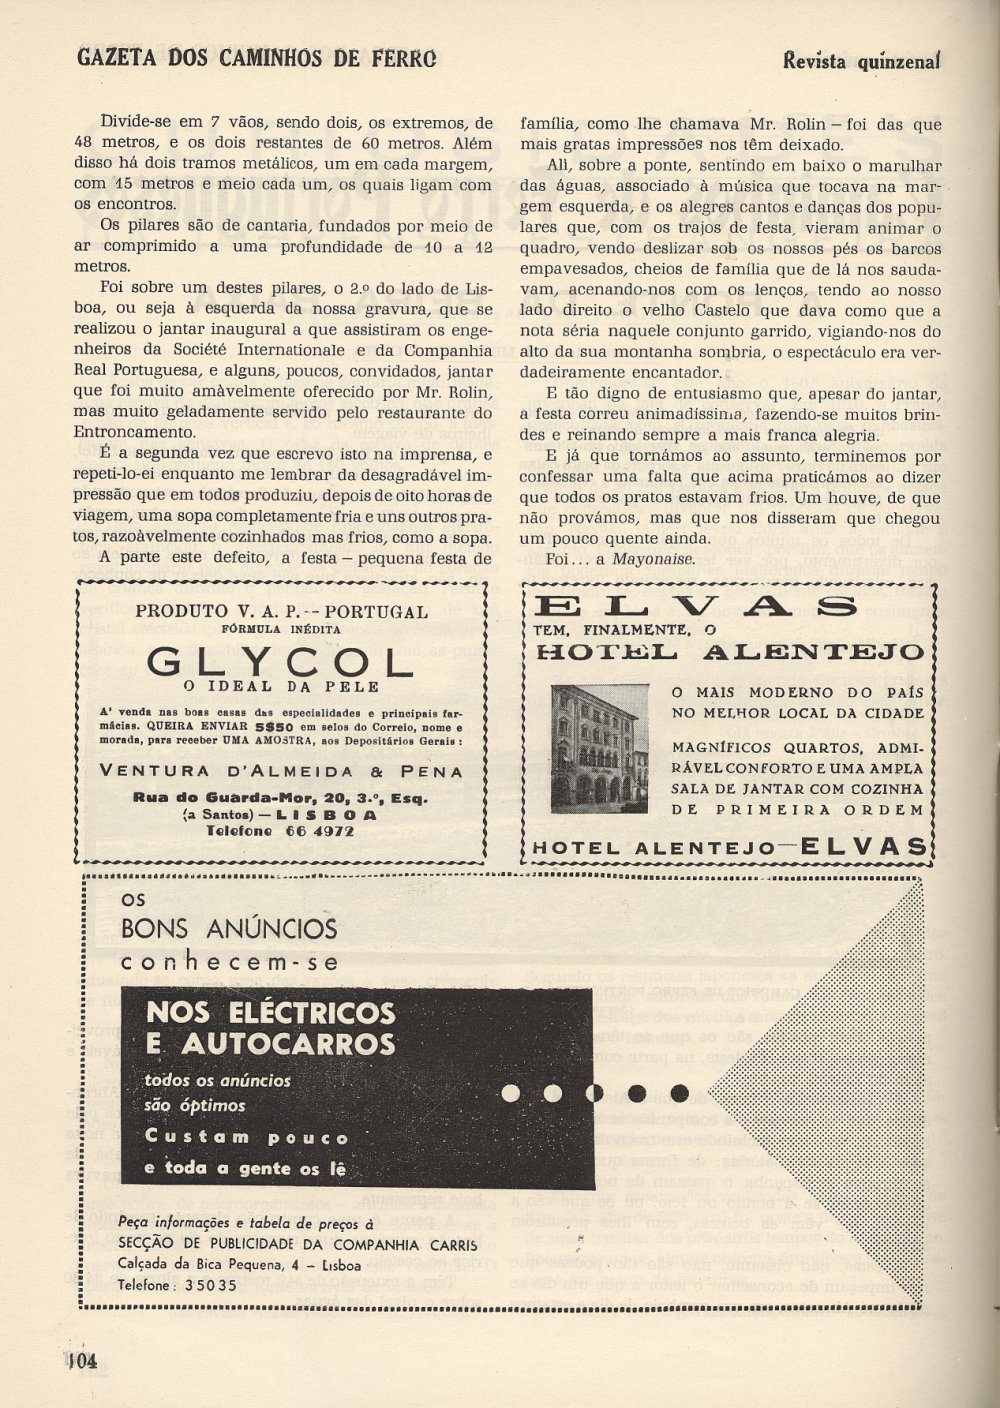 GAZETA DOS CAMINHOS DE FERRO
Revista quinzenal
Divide-se em 7 vãos, sendo dois, os extremos, de
48 metros, e os dois restantes de 60 metros. Além
disso há dois tramos metálicos, um em cada margem,
com 15 metros e meio cada um, os quais ligam com
os encontros.
Os pilares são de cantaria, fundados por meio de
ar comprimido a uma profundidade de 10 a 12
metros.
Foi sobre um destes pilares, o 2.º do lado de Lis-
boa, ou seja à esquerda da nossa gravura, que se
realizou o jantar inaugural a que assistiram os enge-
nheiros da Société Internationale e da Companhia
Real Portuguesa, e alguns, poucos, convidados, jantar
que foi muito amàvelmente oferecido por Mr. Rolin,
mas muito geladamente servido pelo restaurante do
Entroncamento.
É a segunda vez que escrevo isto na imprensa, e
repeti-lo-ei enquanto me lembrar da desagradável im-
pressão que em todos produziu, depois de oito horas de
viagem, uma sopa completamente fria e uns outros pra-
tos, razoàvelmente cozinhados mas frios, como a sopa.
A parte este defeito, a festa – pequena festa de
família, como lhe chamava Mr. Rolin – foi das que
mais gratas impressões nos têm deixado.
Ali, sobre a ponte, sentindo em baixo o marulhar
das águas, associado à música que tocava na mar-
gem esquerda, e os alegres cantos e danças dos popu-
lares que, com os trajos de festa, vieram animar o
quadro, vendo deslizar sob os nossos pés os barcos
empavesados, cheios de família que de lá nos sauda-
vam, acenando-nos com os lenços, tendo ao nosso
lado direito o velho Castelo que dava como que a
nota séria naquele conjunto garrido, vigiando-nos do
alto da sua montanha sombria, o espectáculo era ver-
dadeiramente encantador.
E tão digno de entusiasmo que, apesar do jantar,
a festa correu animadíssima, fazendo-se muitos brin-
des e reinando sempre a mais franca alegria.
E já que tornámos ao assunto, terminemos por
confessar uma falta que acima praticámos ao dizer
que todos os pratos estavam frios. Um houve, de que
não provámos, mas que nos disseram que chegou
um pouco quente ainda.
Foi... a Mayonaise.
PRODUTO V. A. P. -- PORTUGAL
FÓRMULA INÉDITA
GLYCOL
O IDEAL DA PELE
A' venda nas boas casas das especialidades e principais far-
mácias. QUEIRA ENVIAR 5$50 em selos do Correio, nome e
morada, para receber UMA AMOSTRA, aos Depositários Gerais:
VENTURA D'ALMEIDA & PENA
Rua do Guarda-Mor, 20, 3.º, Esq.
(a Santos) — LISBOA
Telefone 66 4972
ELVAS
TEM, FINALMENTE, O
HOTEL ALENTEJO
O MAIS MODERNO DO PAÍS
NO MELHOR LOCAL DA CIDADE
MAGNÍFICOS QUARTOS, ADMI-
RÁVEL CONFORTO E UMA AMPLA
SALA DE JANTAR COM COZINHA
DE PRIMEIRA ORDEM
HOTEL ALENTEJO — ELVAS
OS
BONS ANÚNCIOS
conhecem-se
NOS ELÉCTRICOS
E AUTOCARROS
todos os anúncios
são óptimos
Custam pouco
e toda a gente os lê
Peça informações e tabela de preços à
SECÇÃO DE PUBLICIDADE DA COMPANHIA CARRIS
Calçada da Bica Pequena, 4 – Lisboa
Telefone: 35035
104